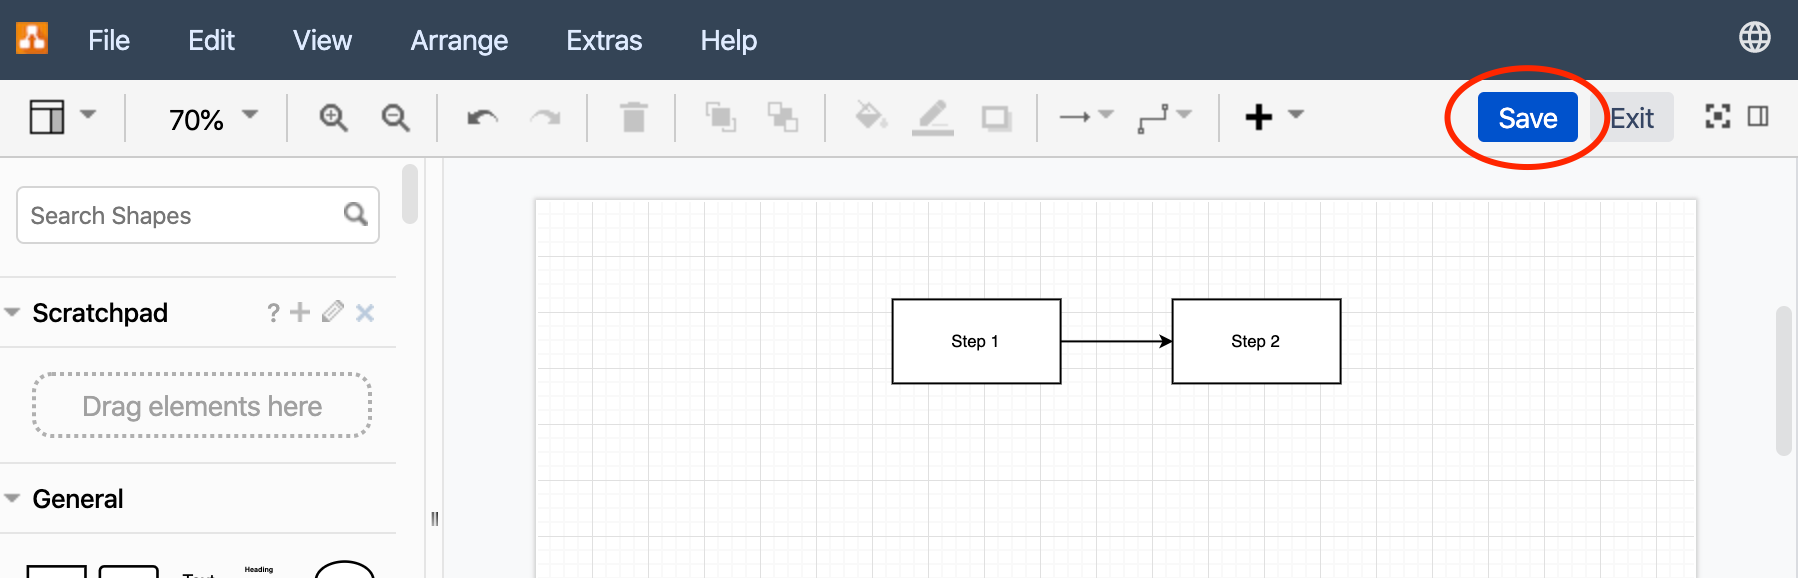 File Edit View Arrange Extras Help
70% Save Exit
Search Shapes
Scratchpad ?
Drag elements here
General
Step 1 Step 2
Text Heading